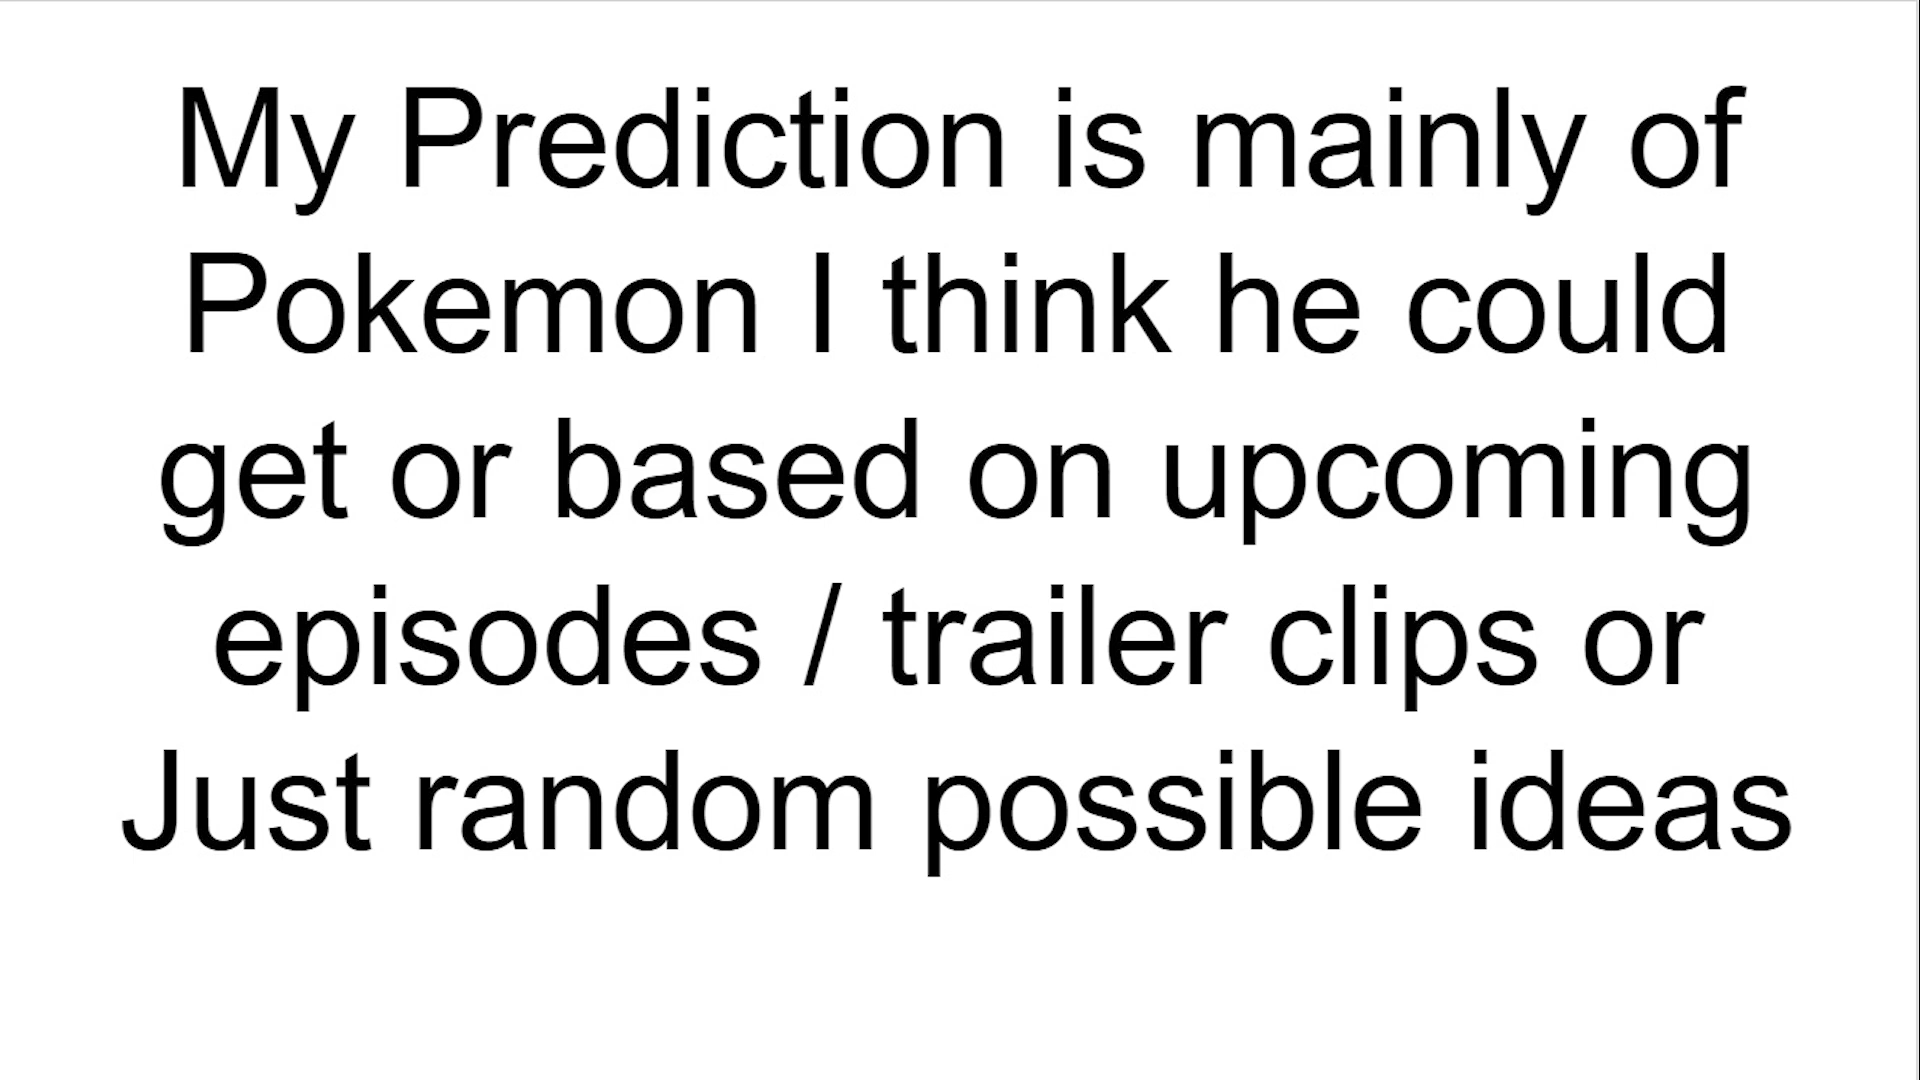 My Prediction is mainly of
Pokemon I think he could
get or based on upcoming
episodes / trailer clips or
Just random possible ideas